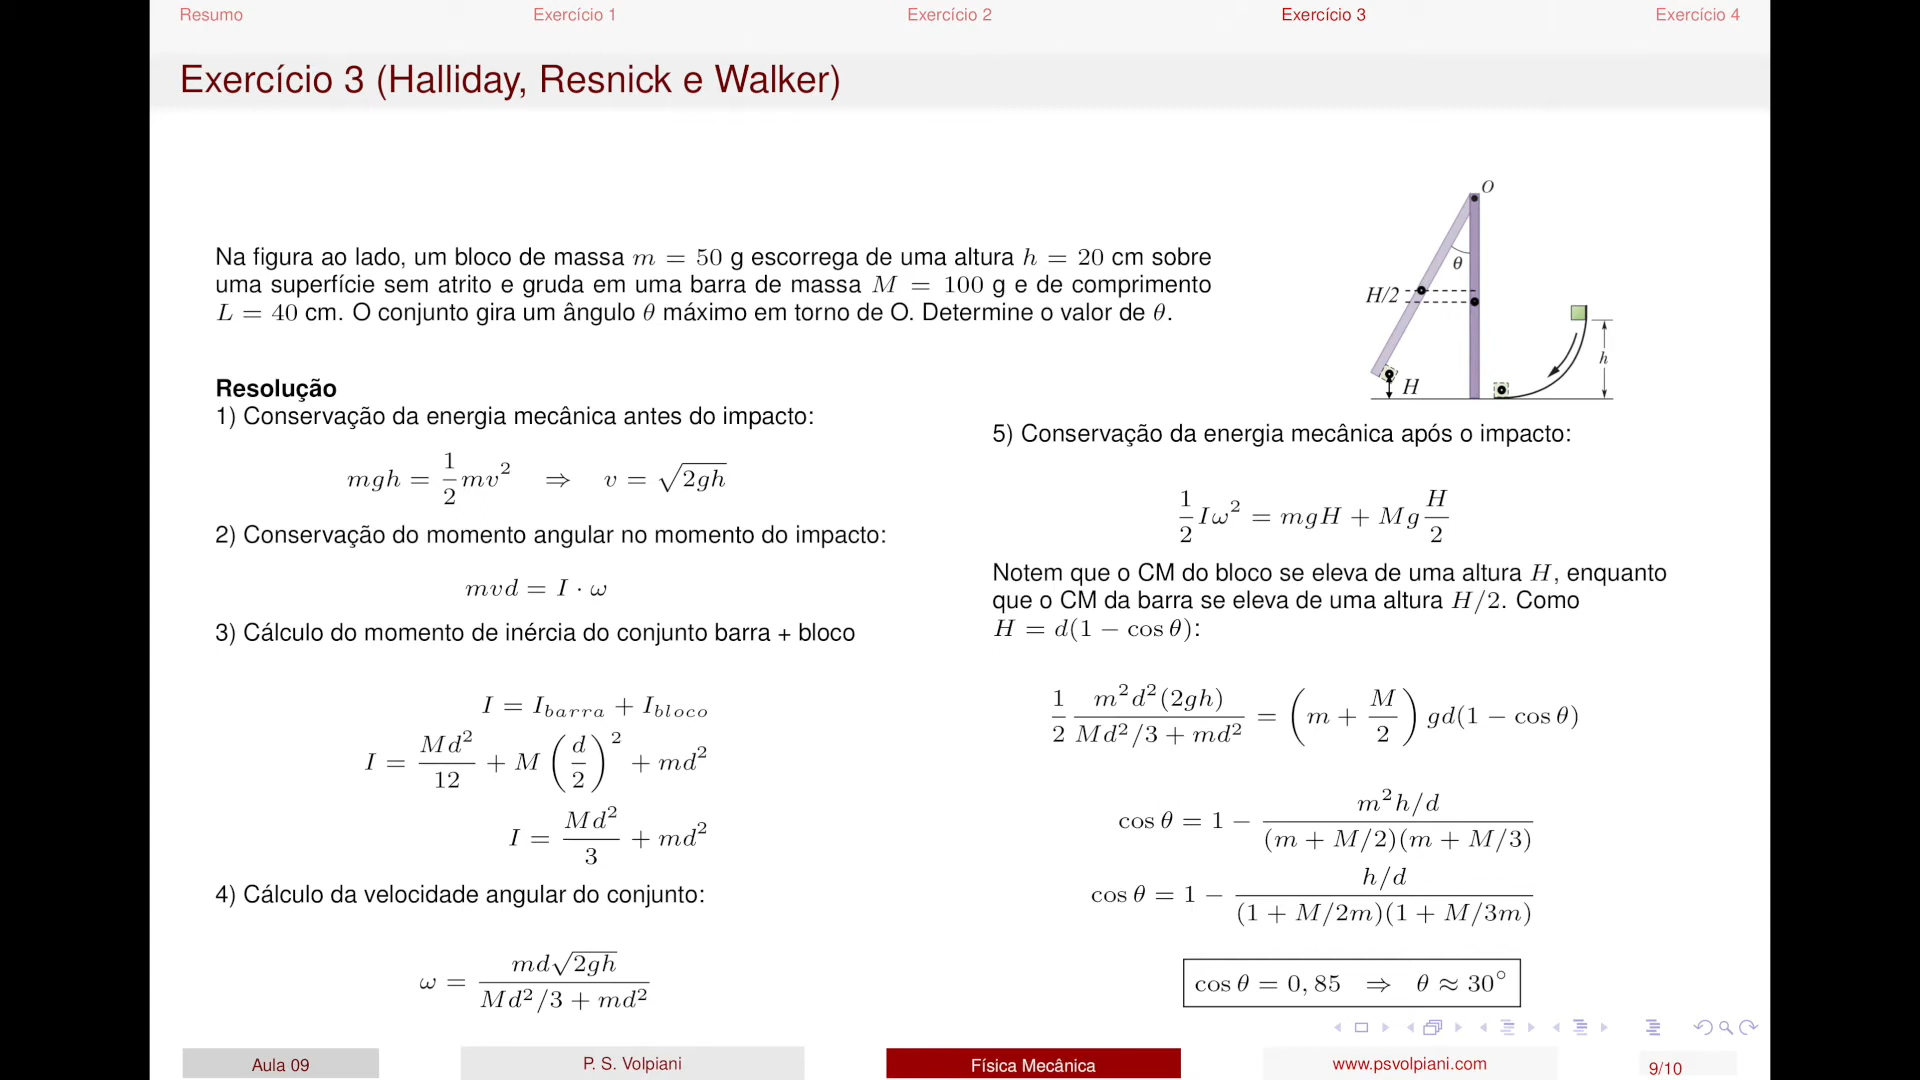 Resumo
Exercício 1
Exercício 2
Exercício 3
Exercício 4
Exercício 3 (Halliday, Resnick e Walker)
Na figura ao lado, um bloco de massa m = 50 g escorrega de uma altura h = 20 cm sobre
uma superfície sem atrito e gruda em uma barra de massa M = 100 g e de comprimento
L = 40 cm. O conjunto gira um ângulo θ máximo em torno de O. Determine o valor de θ.
O
θ
H/2
h
H
Resolução
1) Conservação da energia mecânica antes do impacto:
mgh = 1/2 mv² ⇒ v = √2gh
2) Conservação do momento angular no momento do impacto:
mvd = I · ω
3) Cálculo do momento de inércia do conjunto barra + bloco
I = I_barra + I_bloco
I = Md²/12 + M (d/2)² + md²
I = Md²/3 + md²
4) Cálculo da velocidade angular do conjunto:
ω = md√2gh / Md²/3 + md²
5) Conservação da energia mecânica após o impacto:
1/2 Iω² = mgH + Mg H/2
Notem que o CM do bloco se eleva de uma altura H, enquanto
que o CM da barra se eleva de uma altura H/2. Como
H = d(1 − cos θ):
1/2 m²d²(2gh) / Md²/3 + md² = (m + M/2) gd(1 − cos θ)
cos θ = 1 − m²h/d / (m + M/2)(m + M/3)
cos θ = 1 − h/d / (1 + M/2m)(1 + M/3m)
cos θ = 0, 85 ⇒ θ ≈ 30°
Aula 09
P. S. Volpiani
Física Mecânica
www.psvolpiani.com
9/10